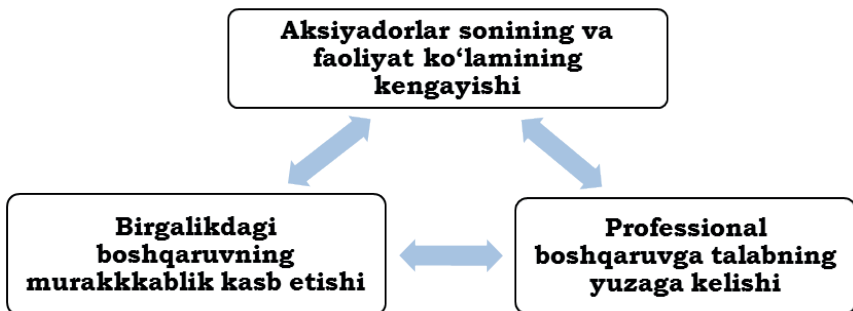 Aksiyadorlar sonining va
faoliyat ko‘lamining
kengayishi
Birgalikdagi
boshqaruvning
murakkkablik kasb etishi
Professional
boshqaruvga talabning
yuzaga kelishi